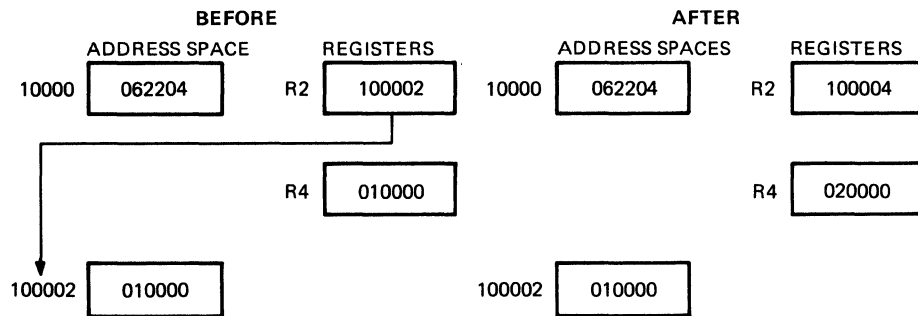 BEFORE AFTER
ADDRESS SPACE REGISTERS ADDRESS SPACES REGISTERS
10000 062204 R2 100002 10000 062204 R2 100004
R4 010000 R4 020000
100002 010000 100002 010000